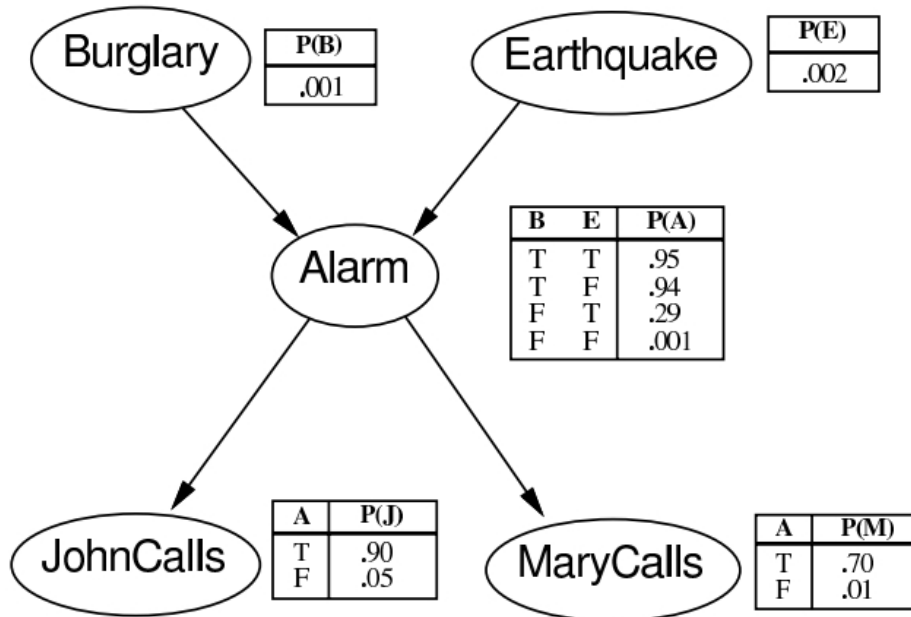 Burglary
P(B)
.001
Earthquake
P(E)
.002
Alarm
B E P(A)
T T .95
T F .94
F T .29
F F .001
JohnCalls
A P(J)
T .90
F .05
MaryCalls
A P(M)
T .70
F .01